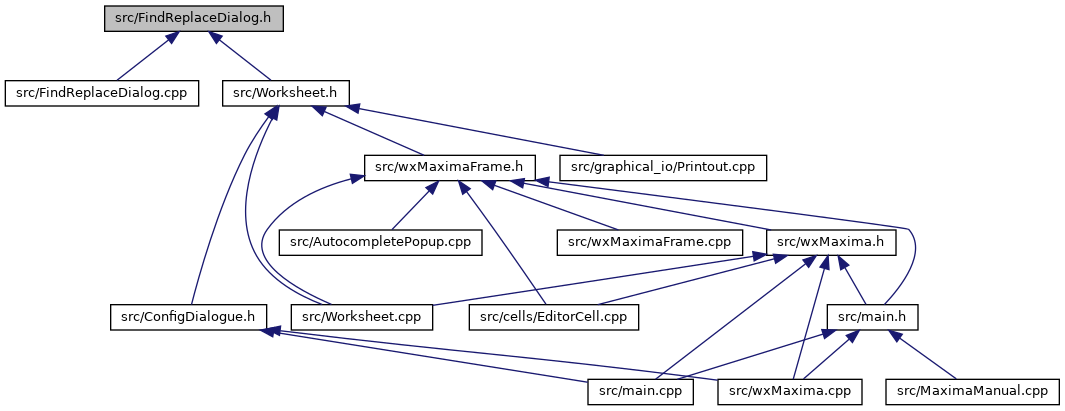 src/FindReplaceDialog.h
src/FindReplaceDialog.cpp
src/Worksheet.h
src/wxMaximaFrame.h
src/graphical_io/Printout.cpp
src/AutocompletePopup.cpp
src/wxMaximaFrame.cpp
src/wxMaxima.h
src/ConfigDialogue.h
src/Worksheet.cpp
src/cells/EditorCell.cpp
src/main.h
src/main.cpp
src/wxMaxima.cpp
src/MaximaManual.cpp